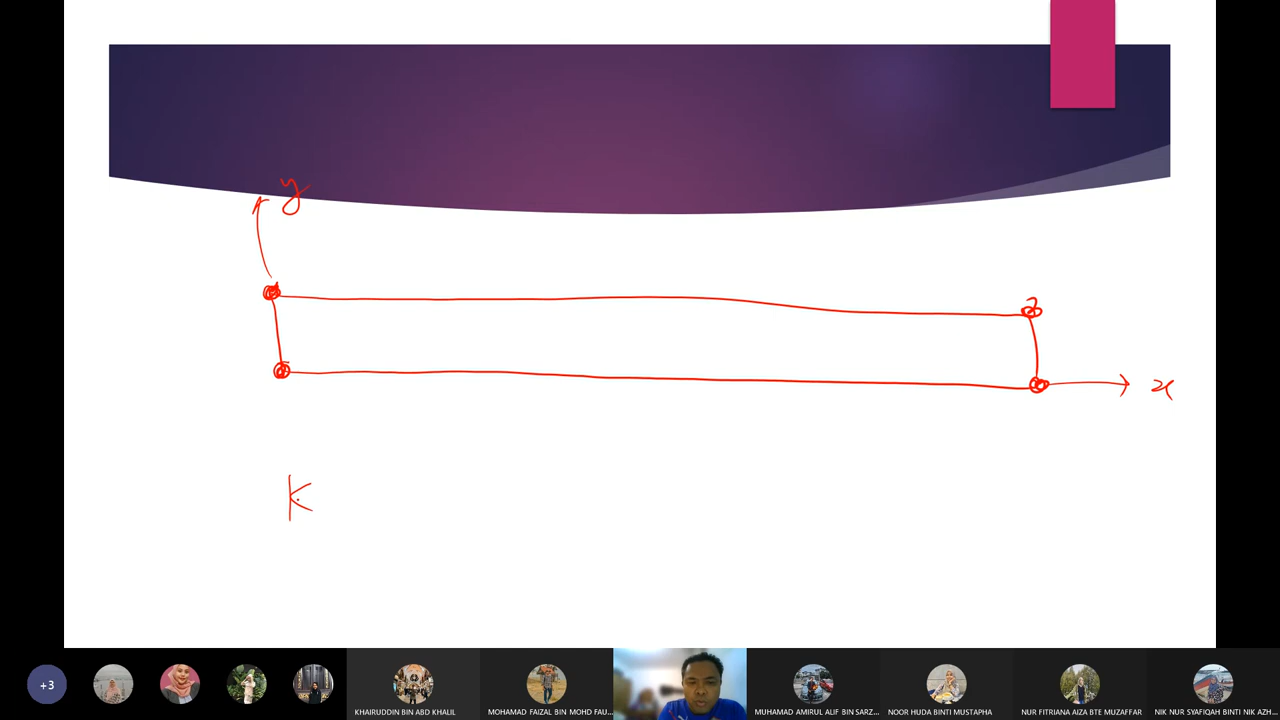 y
x
K
+3
KHAIRUDDIN BIN ABD KHALIL
MOHAMAD FAIZAL BIN MOHD FAU...
MUHAMAD AMIRUL ALIF BIN SARZ...
NOOR HUDA BINTI MUSTAPHA
NUR FITRIANA AIZA BTE MUZAFFAR
NIK NUR SYAFIQAH BINTI NIK AZH...